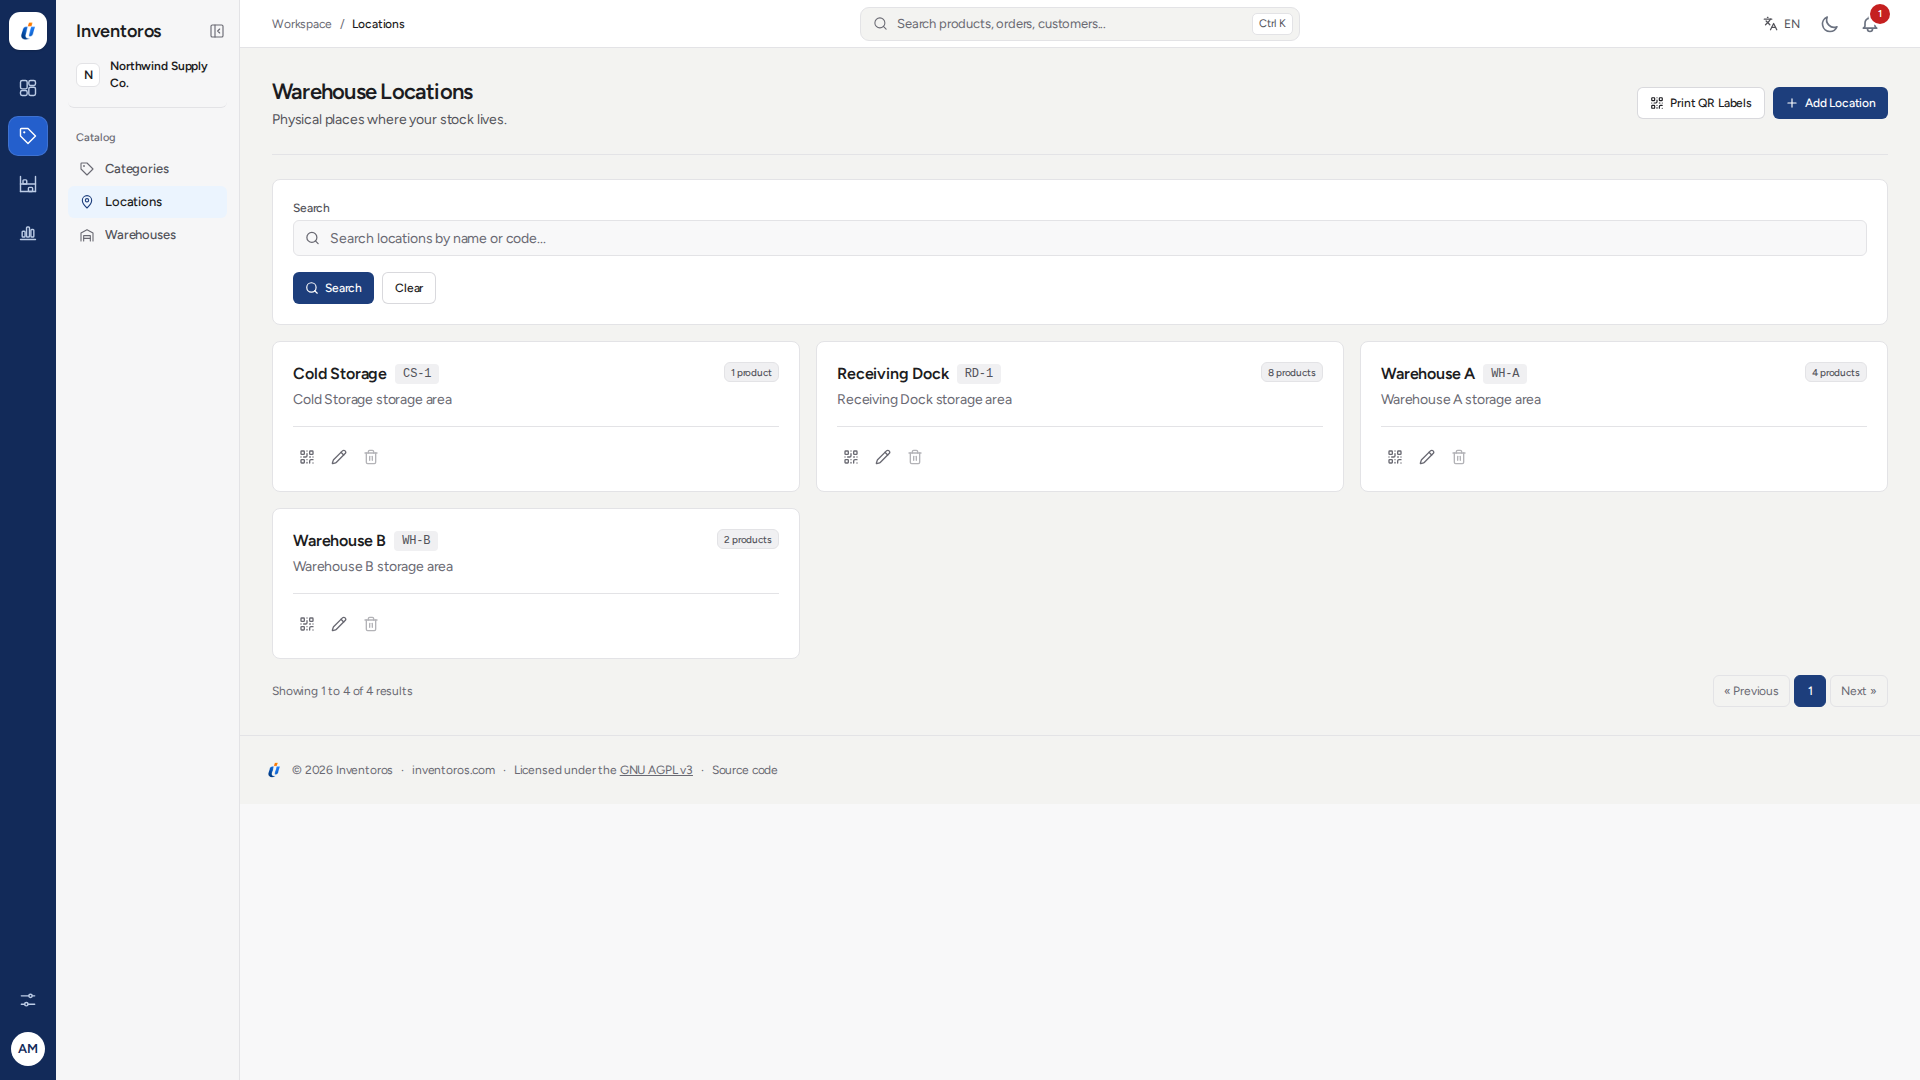 Inventoros
N
Northwind Supply
Co.
Catalog
Categories
Locations
Warehouses
AM
Workspace / Locations
Search products, orders, customers...
Ctrl K
EN
1
Warehouse Locations
Physical places where your stock lives.
Print QR Labels
Add Location
Search
Search locations by name or code...
Search
Clear
Cold Storage CS-1
1 product
Cold Storage storage area
Receiving Dock RD-1
8 products
Receiving Dock storage area
Warehouse A WH-A
4 products
Warehouse A storage area
Warehouse B WH-B
2 products
Warehouse B storage area
Showing 1 to 4 of 4 results
« Previous
1
Next »
© 2026 Inventoros · inventoros.com · Licensed under the GNU AGPL v3 · Source code